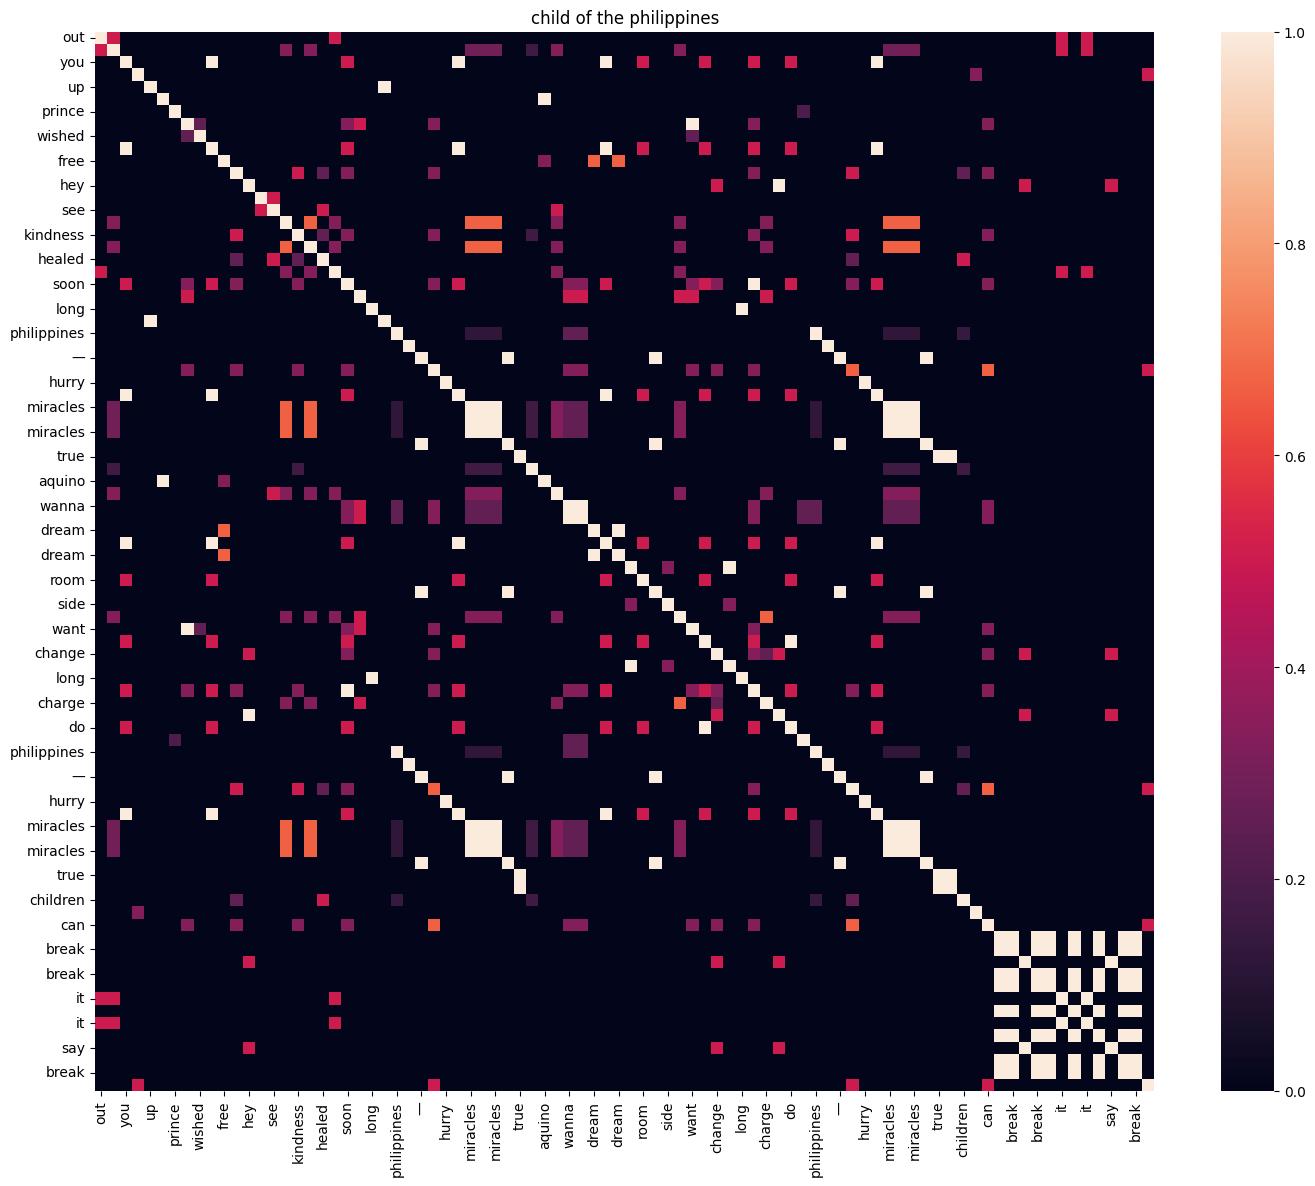 child of the philippines
out
you
up
prince
wished
free
hey
see
kindness
healed
soon
long
philippines
—
hurry
miracles
miracles
true
aquino
wanna
dream
dream
room
side
want
change
long
charge
do
philippines
—
hurry
miracles
miracles
true
children
can
break
break
it
it
say
break
1.0
0.8
0.6
0.4
0.2
0.0
out
you
up
prince
wished
free
hey
see
kindness
healed
soon
long
philippines
—
hurry
miracles
miracles
true
aquino
wanna
dream
dream
room
side
want
change
long
charge
do
philippines
—
hurry
miracles
miracles
true
children
can
break
break
it
it
say
break